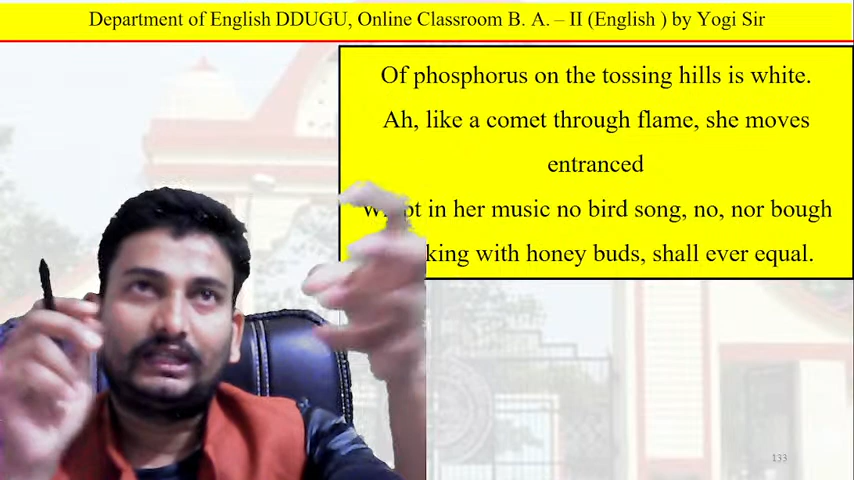 Department of English DDUGU, Online Classroom B. A. – II (English ) by Yogi Sir
Of phosphorus on the tossing hills is white.
Ah, like a comet through flame, she moves
entranced
in her music no bird song, no, nor bough
with honey buds, shall ever equal.
133